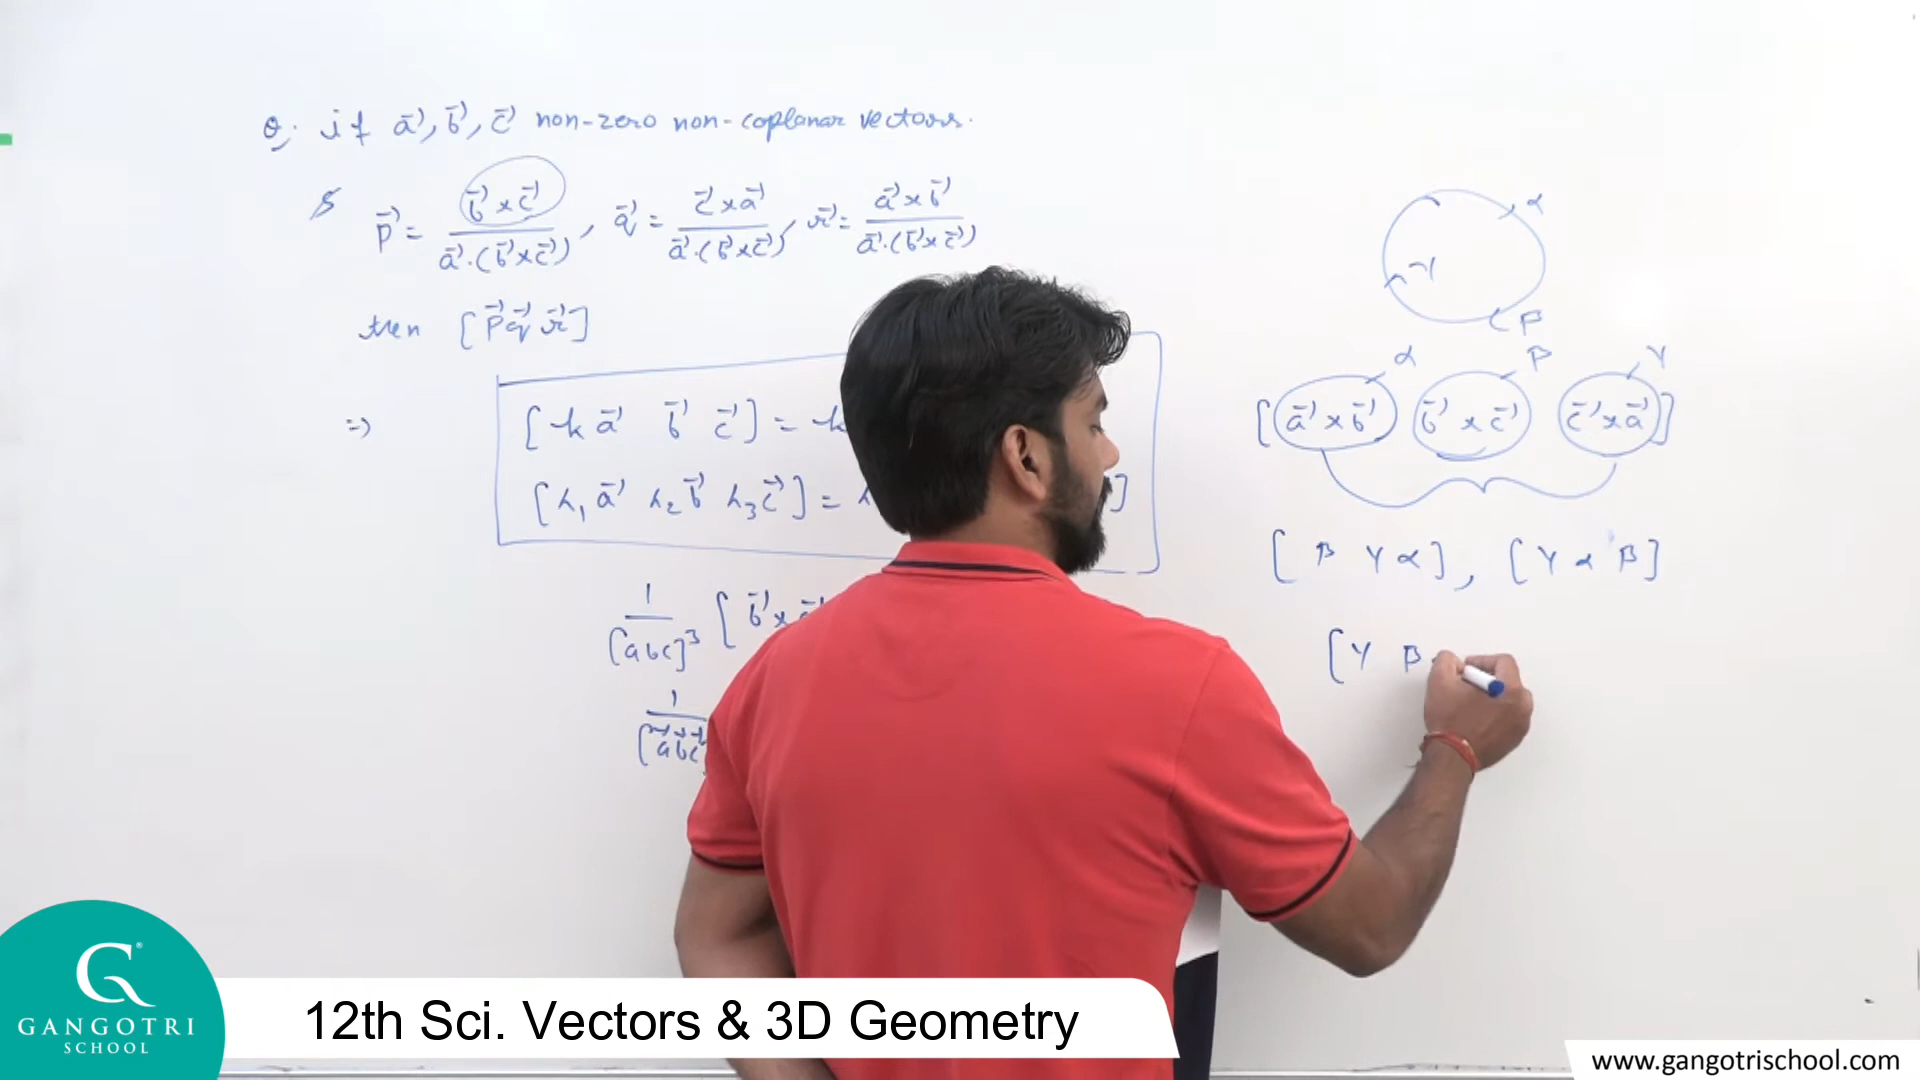 Q. if a⃗, b⃗, c⃗ non-zero non-coplanar vectors.
& p⃗ = (b⃗ × c⃗) / (a⃗·(b⃗×c⃗)), q⃗ = (c⃗ × a⃗) / (a⃗·(b⃗×c⃗)), r⃗ = (a⃗ × b⃗) / (a⃗·(b⃗×c⃗))
then [p⃗ q⃗ r⃗]
=> [k a⃗ b⃗ c⃗] = k
[λ₁a⃗ λ₂b⃗ λ₃c⃗] = λ ]
1 / [abc]³ [b⃗ × c⃗
1 / [a⃗ b⃗ c⃗
α
γ
β
α β γ
[a⃗ × b⃗ b⃗ × c⃗ c⃗ × a⃗]
[β γ α], [γ α β]
[γ β
GANGOTRI
SCHOOL
12th Sci. Vectors & 3D Geometry
www.gangotrischool.com